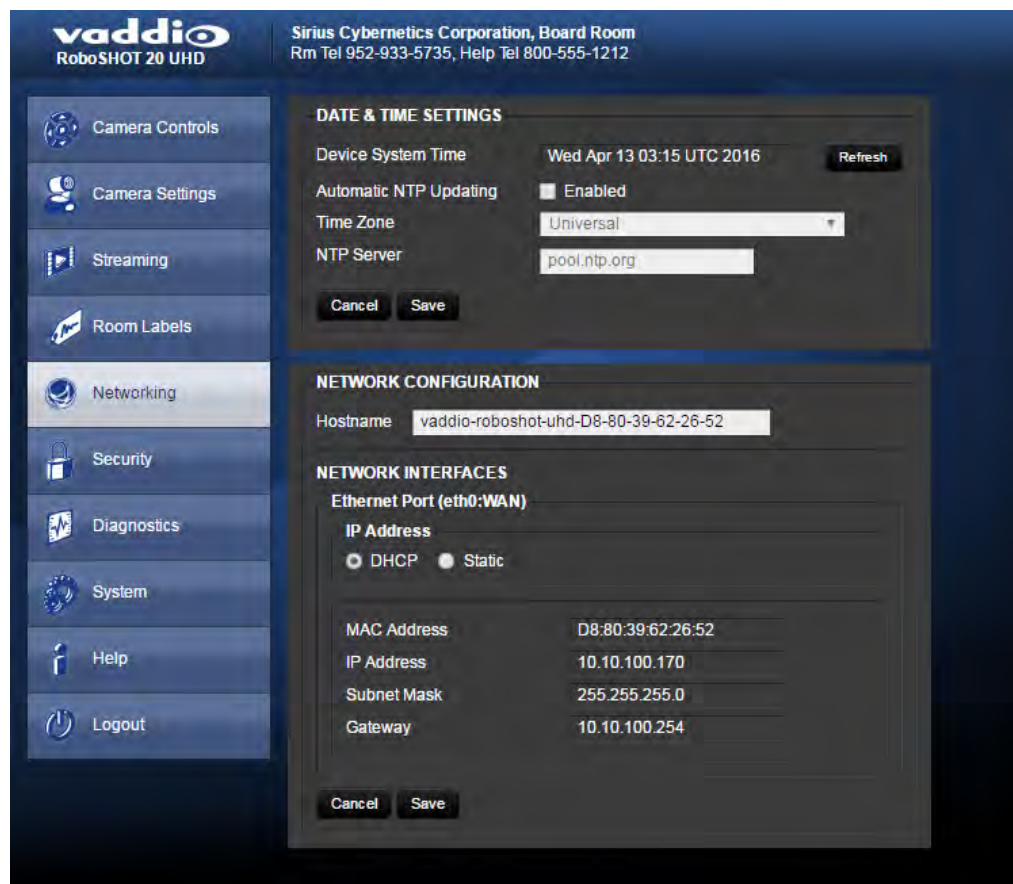 vaddio
RoboSHOT 20 UHD
Sirius Cybernetics Corporation, Board Room
Rm Tel 952-933-5735, Help Tel 800-555-1212
Camera Controls
Camera Settings
Streaming
Room Labels
Networking
Security
Diagnostics
System
Help
Logout
DATE & TIME SETTINGS
Device System Time Wed Apr 13 03:15 UTC 2016 Refresh
Automatic NTP Updating Enabled
Time Zone Universal
NTP Server pool.ntp.org
Cancel Save
NETWORK CONFIGURATION
Hostname vaddio-roboshot-uhd-D8-80-39-62-26-52
NETWORK INTERFACES
Ethernet Port (eth0:WAN)
IP Address
DHCP Static
MAC Address D8:80:39:62:26:52
IP Address 10.10.100.170
Subnet Mask 255.255.255.0
Gateway 10.10.100.254
Cancel Save